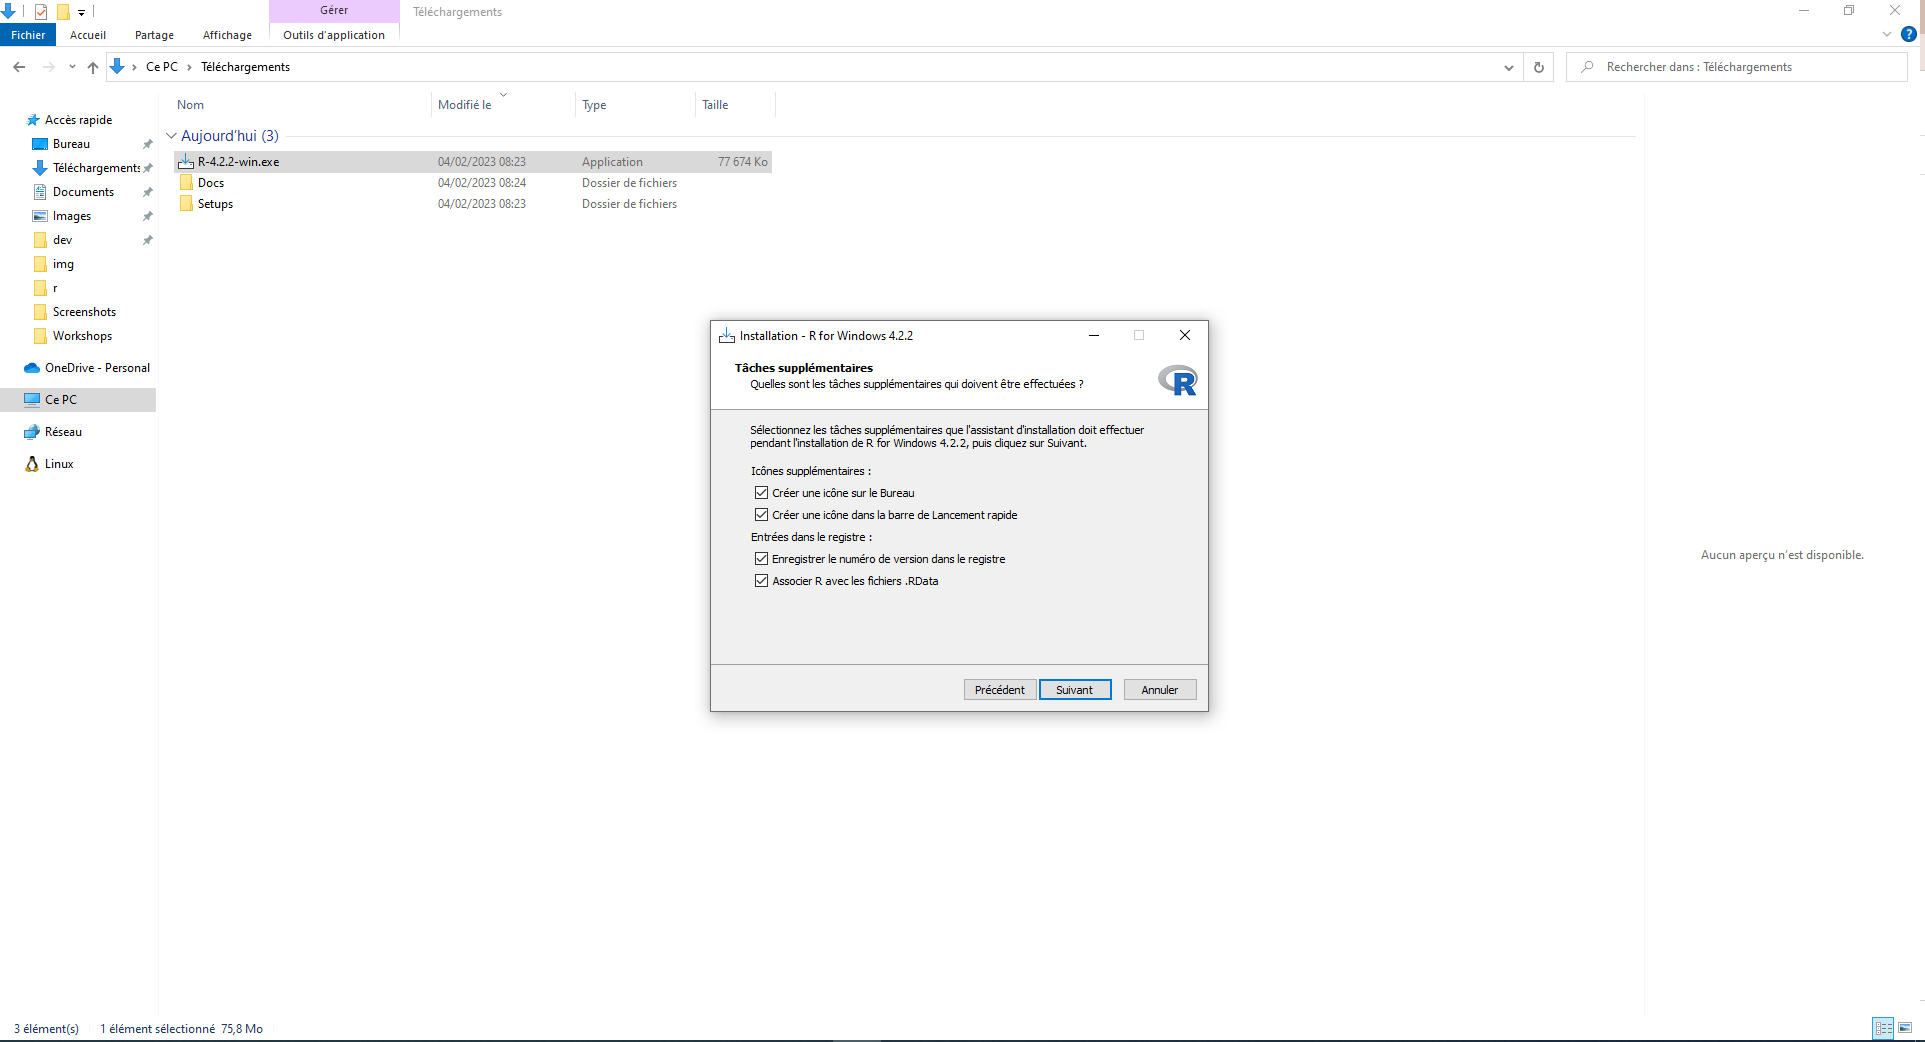 Gérer
Téléchargements
Fichier
Accueil
Partage
Affichage
Outils d'application
?
Ce PC
Téléchargements
Rechercher dans : Téléchargements
Nom
Modifié le
Type
Taille
Accès rapide
Bureau
Téléchargements
Documents
Images
dev
img
r
Screenshots
Workshops
OneDrive - Personal
Ce PC
Réseau
Linux
Aujourd'hui (3)
R-4.2.2-win.exe 04/02/2023 08:23 Application 77 674 Ko
Docs 04/02/2023 08:24 Dossier de fichiers
Setups 04/02/2023 08:23 Dossier de fichiers
Installation - R for Windows 4.2.2
Tâches supplémentaires
Quelles sont les tâches supplémentaires qui doivent être effectuées ?
R
Sélectionnez les tâches supplémentaires que l'assistant d'installation doit effectuer
pendant l'installation de R for Windows 4.2.2, puis cliquez sur Suivant.
Icônes supplémentaires :
Créer une icône sur le Bureau
Créer une icône dans la barre de Lancement rapide
Entrées dans le registre :
Enregistrer le numéro de version dans le registre
Associer R avec les fichiers .RData
Précédent
Suivant
Annuler
Aucun aperçu n'est disponible.
3 élément(s)
1 élément sélectionné 75,8 Mo